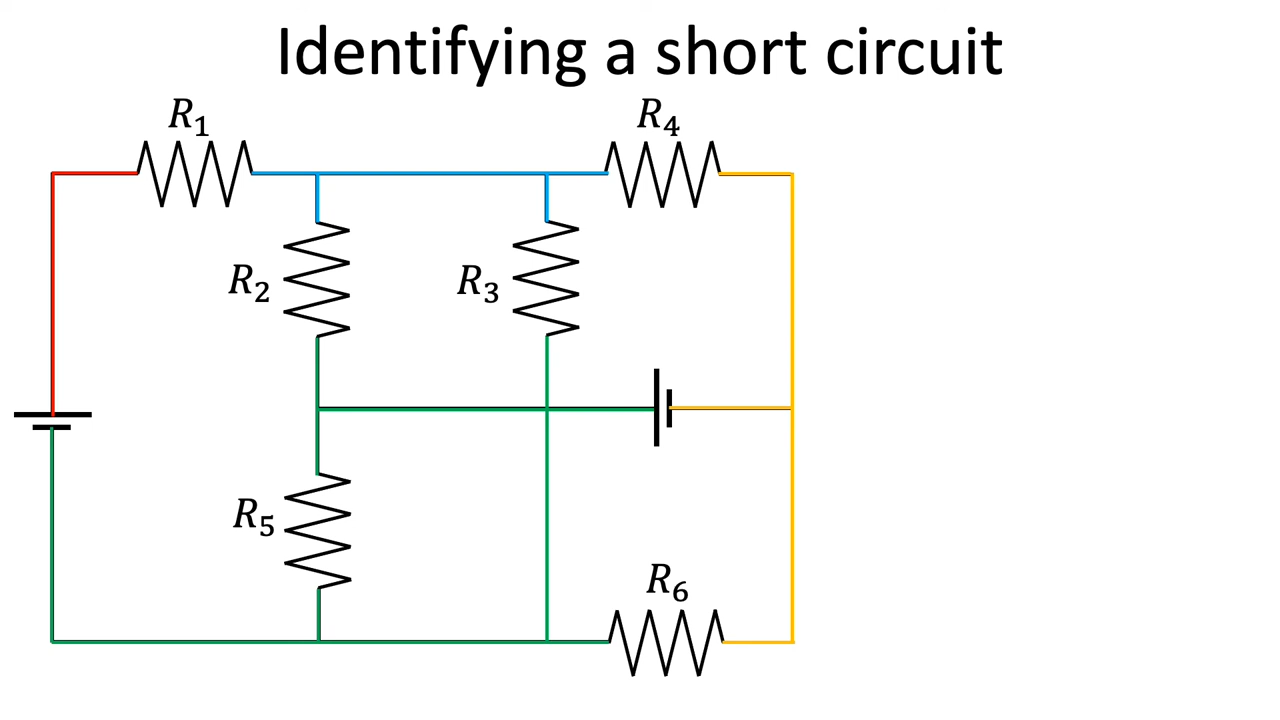 Identifying a short circuit
R₁
R₄
R₂
R₃
R₅
R₆